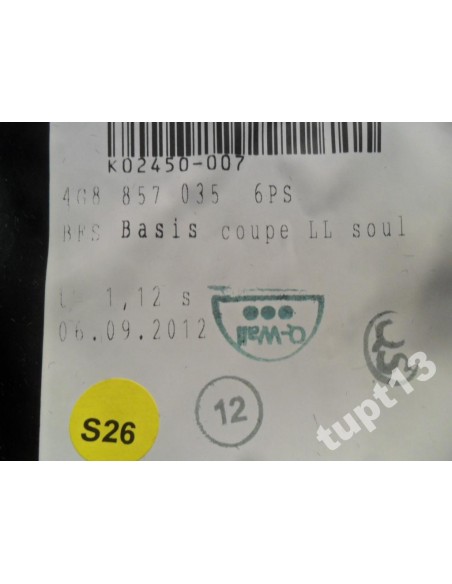 K02450-007
4G8 857 035 6PS
BFS Basis coupe LL soul
1,12 s
06.09.2012
Q-Wall
S26
12
tupt13